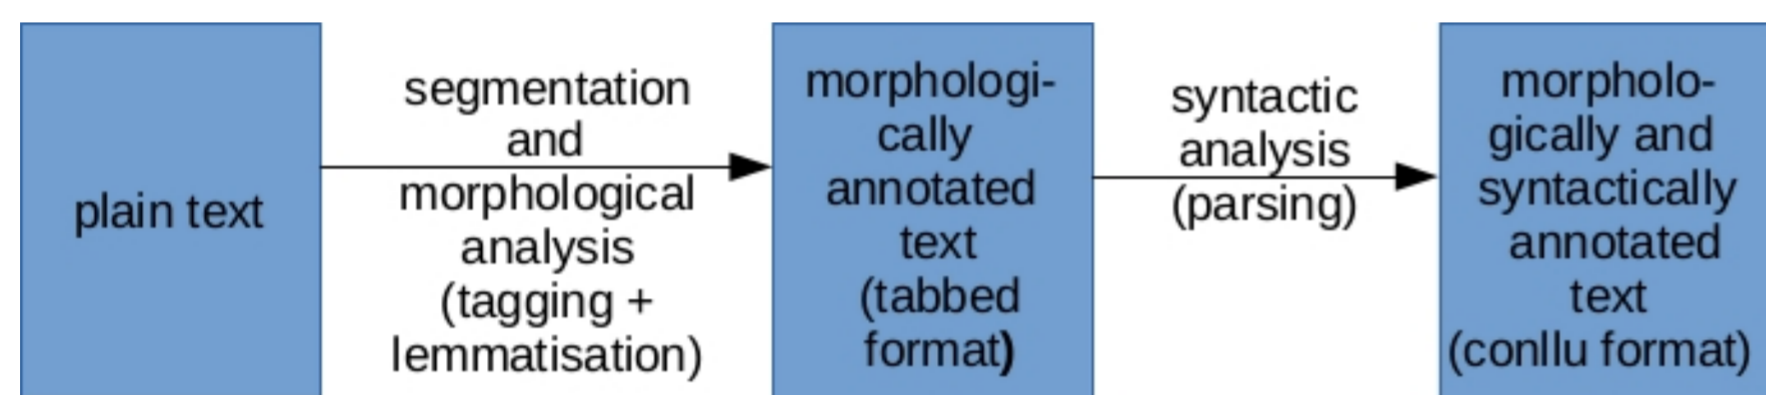 plain text
segmentation
and
morphological
analysis
(tagging +
lemmatisation)
morphologi-
cally
annotated
text
(tabbed
format)
syntactic
analysis
(parsing)
morpholo-
gically and
syntactically
annotated
text
(conllu format)